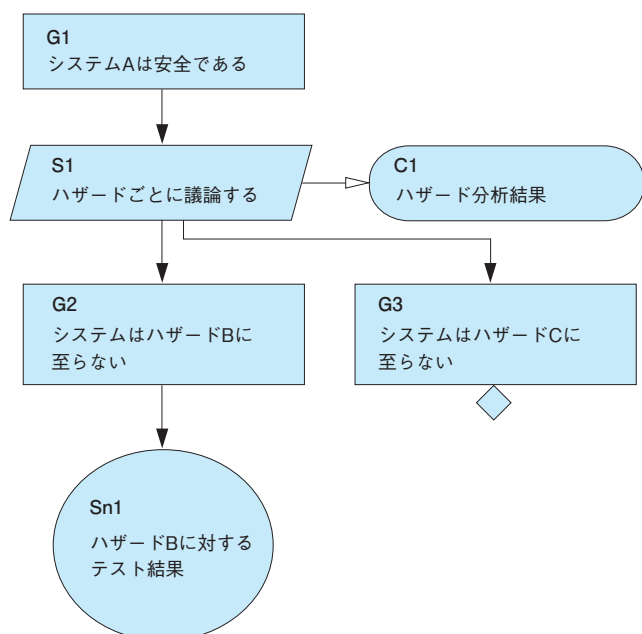 G1
システムAは安全である
S1
ハザードごとに議論する
C1
ハザード分析結果
G2
システムはハザードBに
至らない
G3
システムはハザードCに
至らない
Sn1
ハザードBに対する
テスト結果